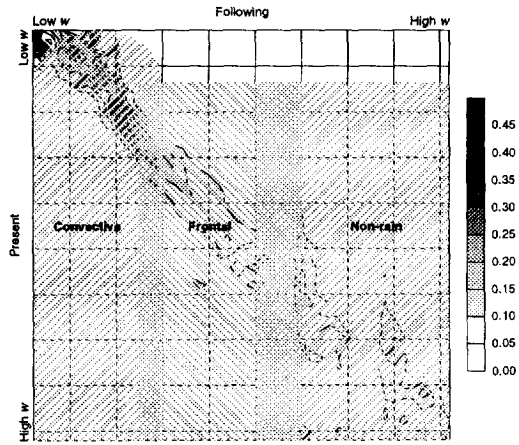 Following
Low w
High w
Low w
Present
High w
Convective
Frontal
Non-rain
0.45
0.40
0.35
0.30
0.25
0.20
0.15
0.10
0.05
0.00